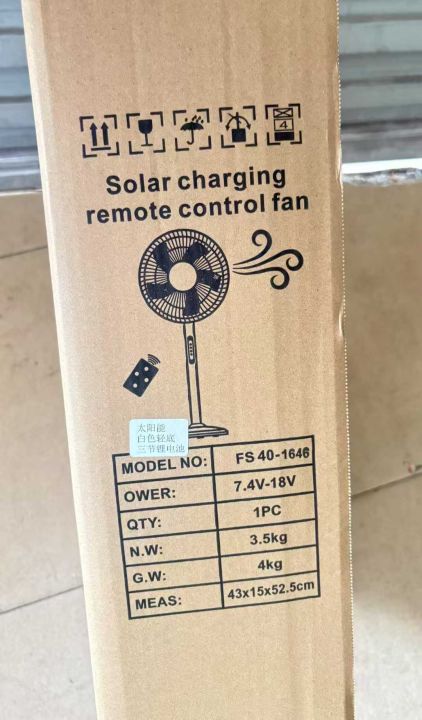 4
Solar charging
remote control fan
太阳能
白色轻底
三节锂电池
MODEL NO: FS 40-1646
OWER: 7.4V-18V
QTY: 1PC
N.W: 3.5kg
G.W: 4kg
MEAS: 43x15x52.5cm